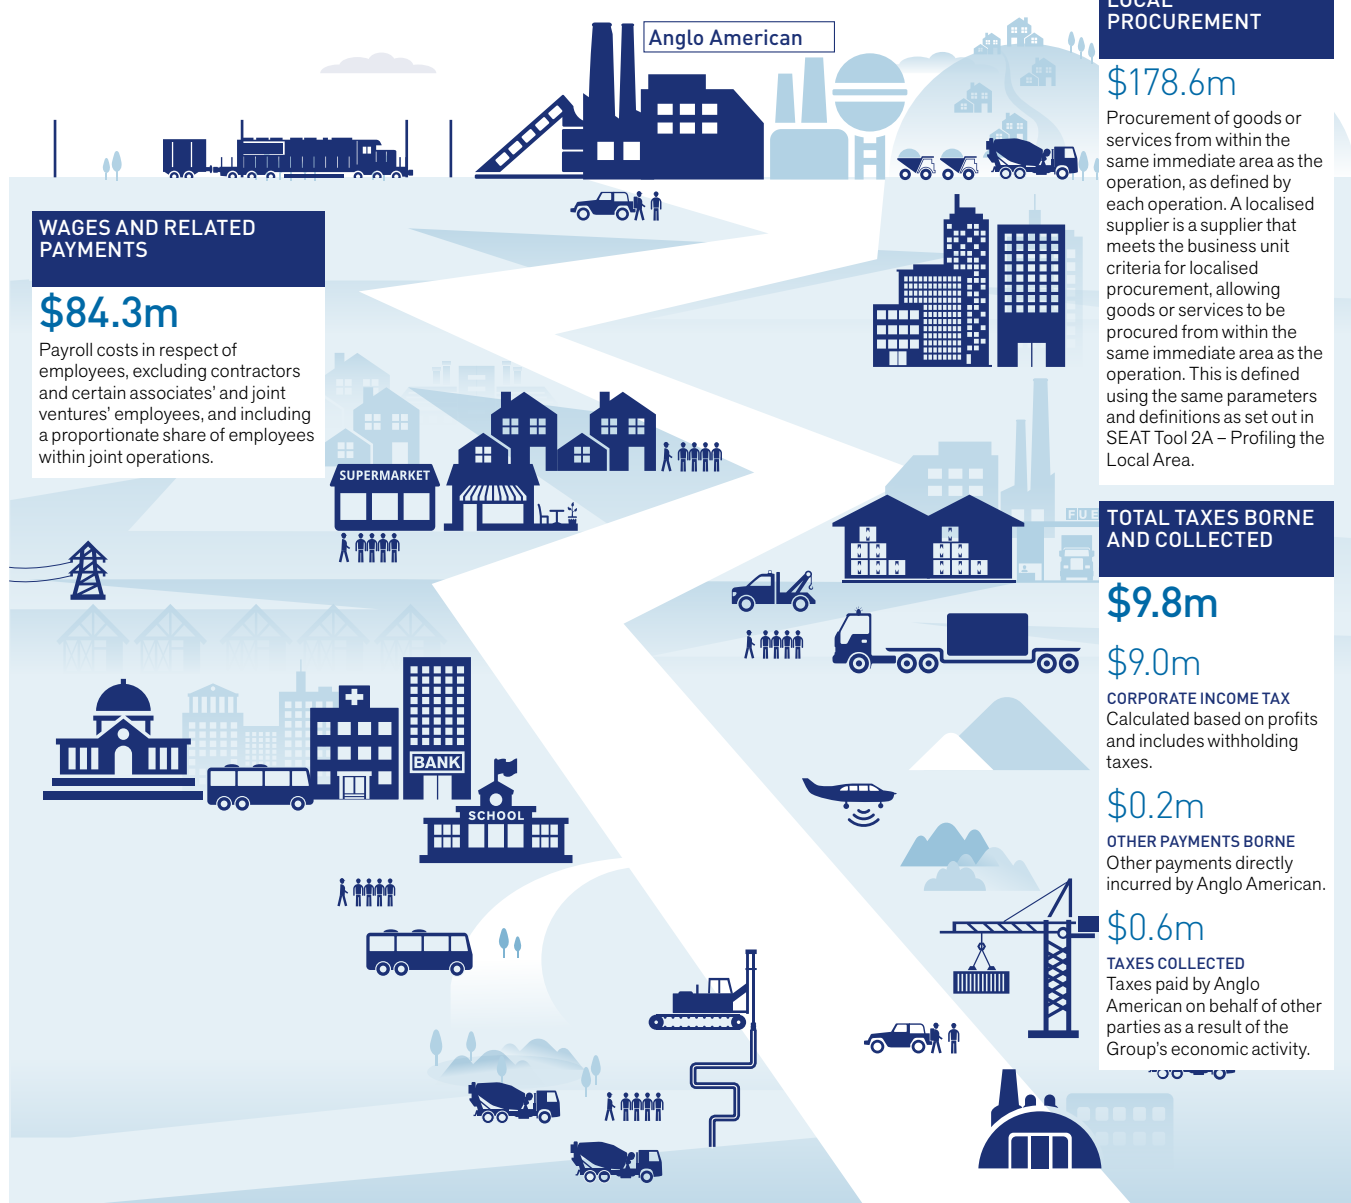 Anglo American
LOCAL
PROCUREMENT
$178.6m
Procurement of goods or
services from within the
same immediate area as the
operation, as defined by
each operation. A localised
supplier is a supplier that
meets the business unit
criteria for localised
procurement, allowing
goods or services to be
procured from within the
same immediate area as the
operation. This is defined
using the same parameters
and definitions as set out in
SEAT Tool 2A – Profiling the
Local Area.
WAGES AND RELATED
PAYMENTS
$84.3m
Payroll costs in respect of
employees, excluding contractors
and certain associates’ and joint
ventures’ employees, and including
a proportionate share of employees
within joint operations.
SUPERMARKET
FUE
TOTAL TAXES BORNE
AND COLLECTED
$9.8m
$9.0m
CORPORATE INCOME TAX
Calculated based on profits
and includes withholding
taxes.
$0.2m
OTHER PAYMENTS BORNE
Other payments directly
incurred by Anglo American.
$0.6m
TAXES COLLECTED
Taxes paid by Anglo
American on behalf of other
parties as a result of the
Group’s economic activity.
BANK
SCHOOL